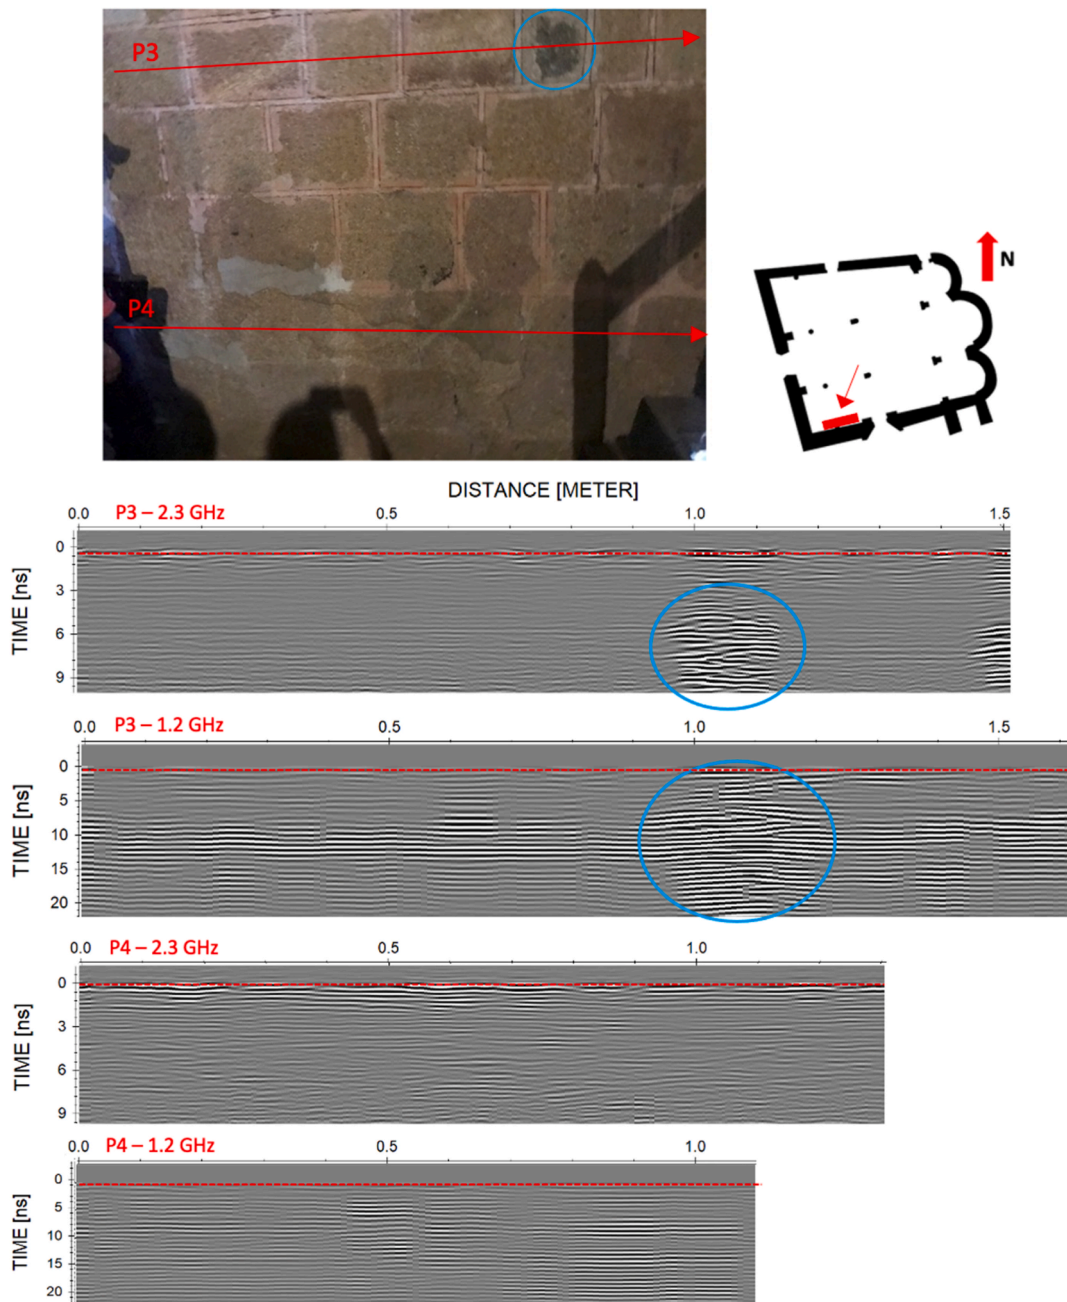 P3
P4
N
DISTANCE [METER]
0.0 P3 – 2.3 GHz 0.5 1.0 1.5
TIME [ns]
0
3
6
9
0.0 P3 – 1.2 GHz 0.5 1.0 1.5
TIME [ns]
0
5
10
15
20
0.0 P4 – 2.3 GHz 0.5 1.0
TIME [ns]
0
3
6
9
0.0 P4 – 1.2 GHz 0.5 1.0
TIME [ns]
0
5
10
15
20